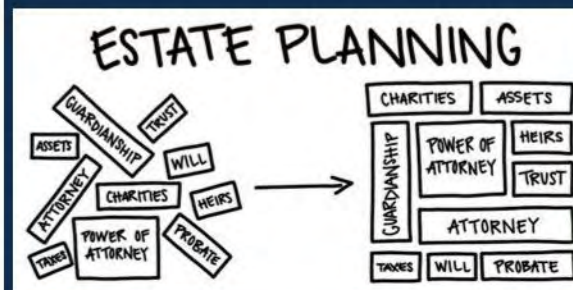 ESTATE PLANNING
GUARDIANSHIP
TRUST
ASSETS
WILL
ATTORNEY
CHARITIES
HEIRS
POWER OF
ATTORNEY
PROBATE
TAXES
CHARITIES
ASSETS
GUARDIANSHIP
POWER OF
ATTORNEY
HEIRS
TRUST
ATTORNEY
TAXES
WILL
PROBATE